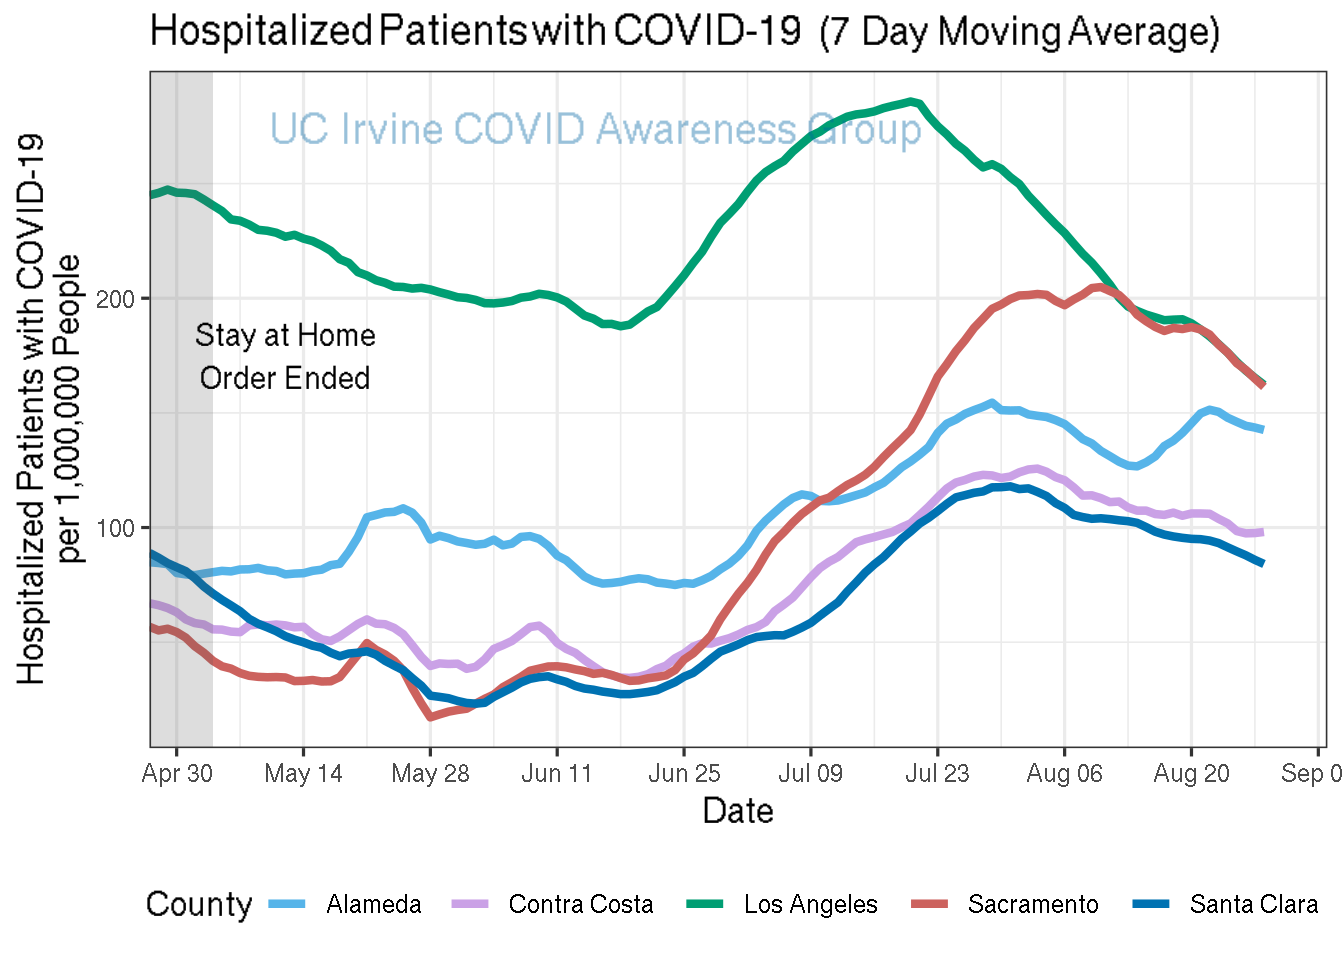 Hospitalized Patients with COVID-19 (7 Day Moving Average)
UC Irvine COVID Awareness Group
Hospitalized Patients with COVID-19
per 1,000,000 People
200
100
Stay at Home
Order Ended
Apr 30 May 14 May 28 Jun 11 Jun 25 Jul 09 Jul 23 Aug 06 Aug 20 Sep 0
Date
County Alameda Contra Costa Los Angeles Sacramento Santa Clara